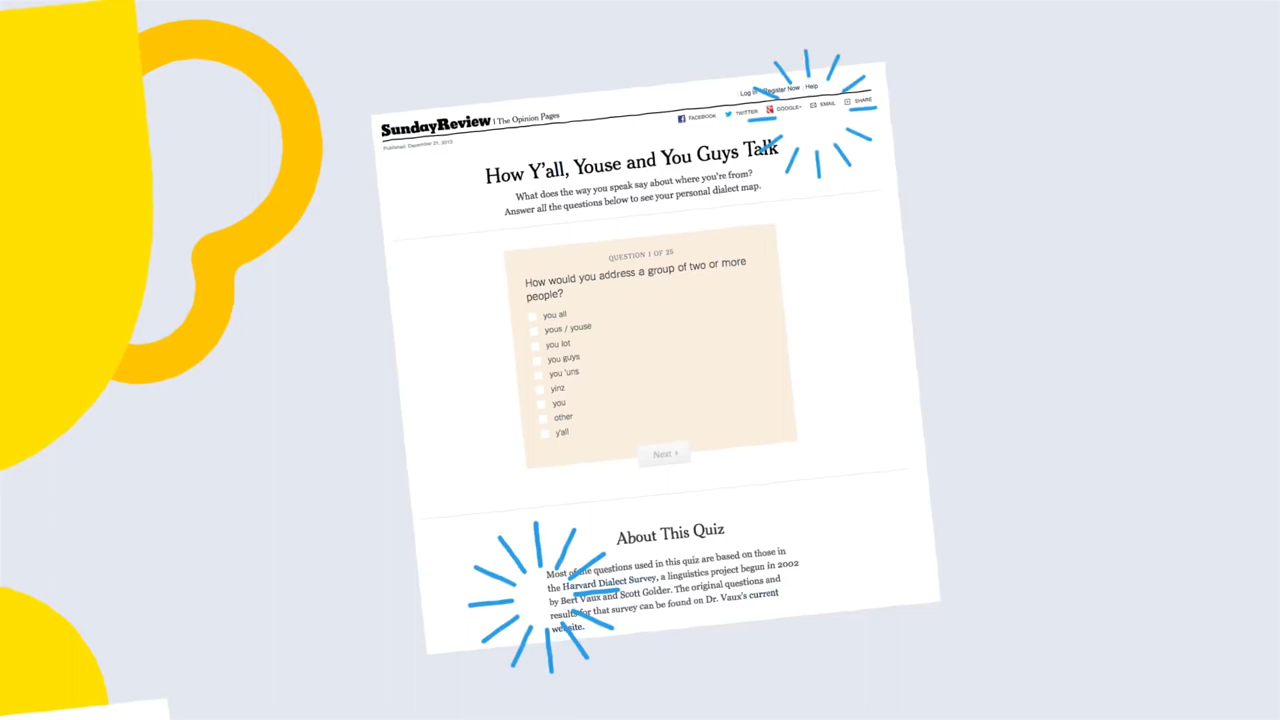 Log In Register Now Help
SundayReview | The Opinion Pages
FACEBOOK TWITTER GOOGLE+ EMAIL SHARE
Published: December 21, 2013
How Y'all, Youse and You Guys Talk
What does the way you speak say about where you're from?
Answer all the questions below to see your personal dialect map.
QUESTION 1 OF 25
How would you address a group of two or more
people?
you all
yous / youse
you lot
you guys
you 'uns
yinz
you
other
y'all
Next
About This Quiz
Most of the questions used in this quiz are based on those in
the Harvard Dialect Survey, a linguistics project begun in 2002
by Bert Vaux and Scott Golder. The original questions and
results for that survey can be found on Dr. Vaux's current
website.